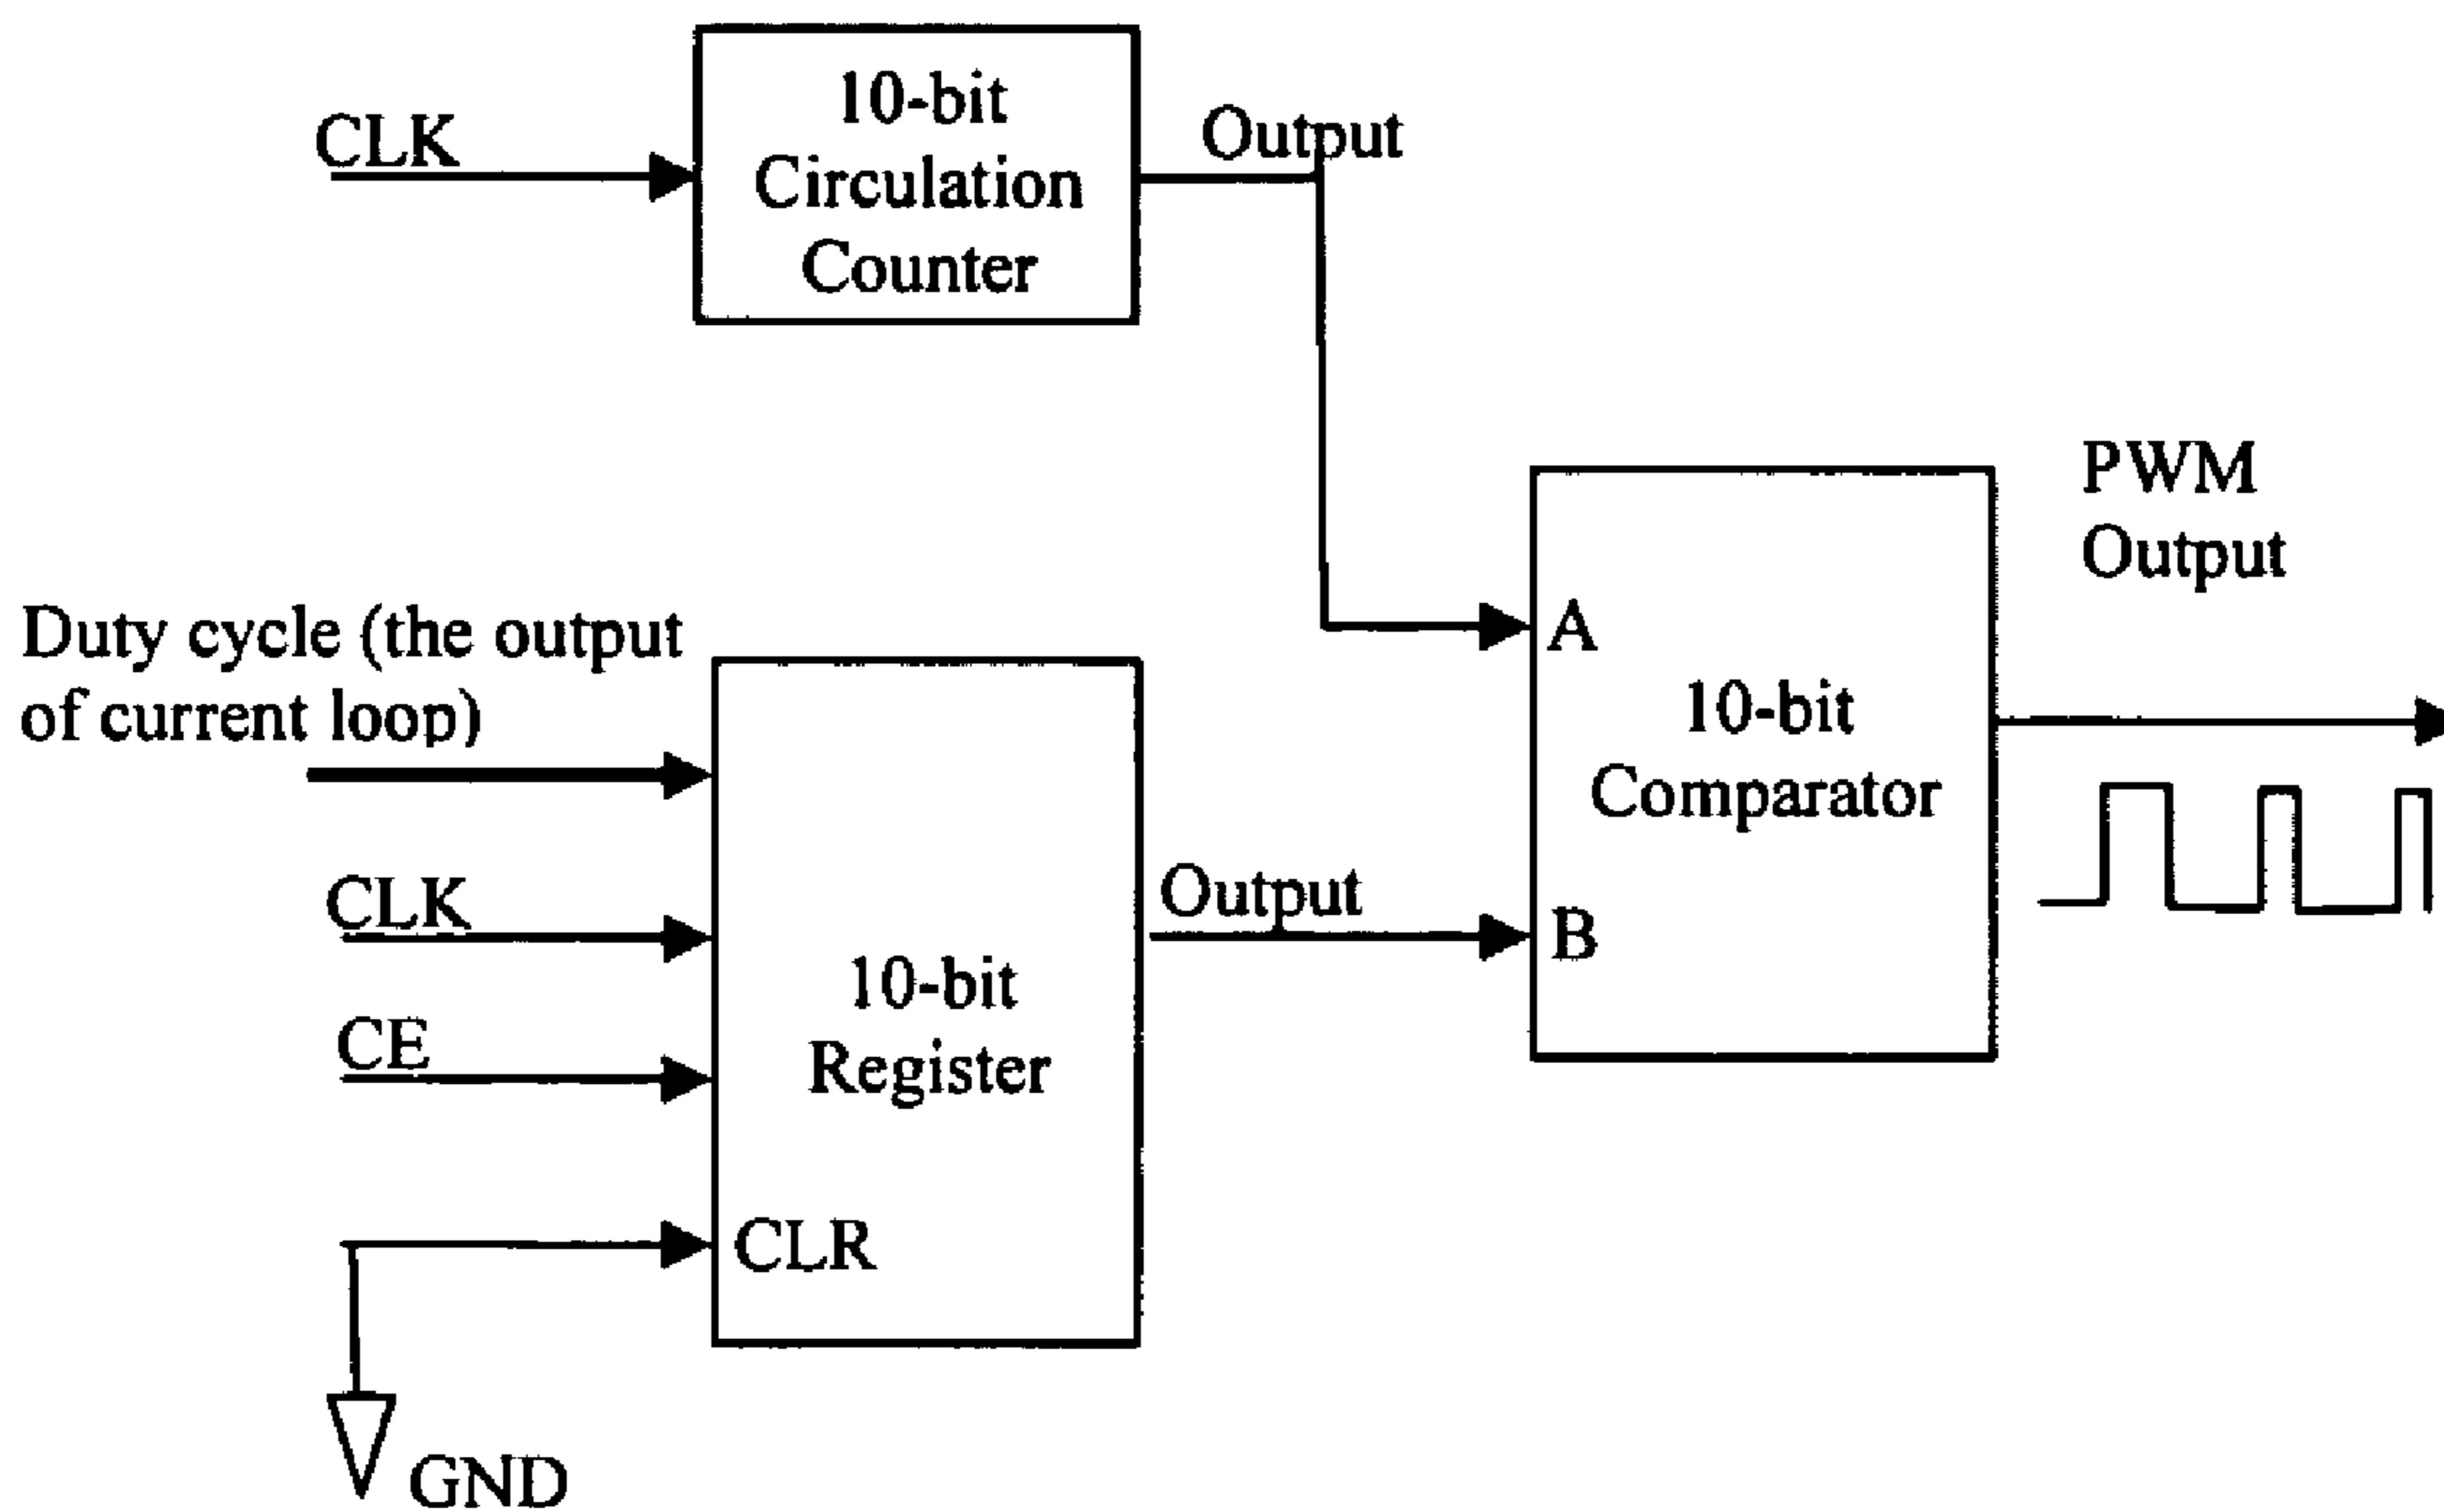 CLK
10-bit
Circulation
Counter
Output
PWM
Output
Duty cycle (the output
of current loop)
A
10-bit
Comparator
CLK
Output
B
10-bit
Register
CE
CLR
GND